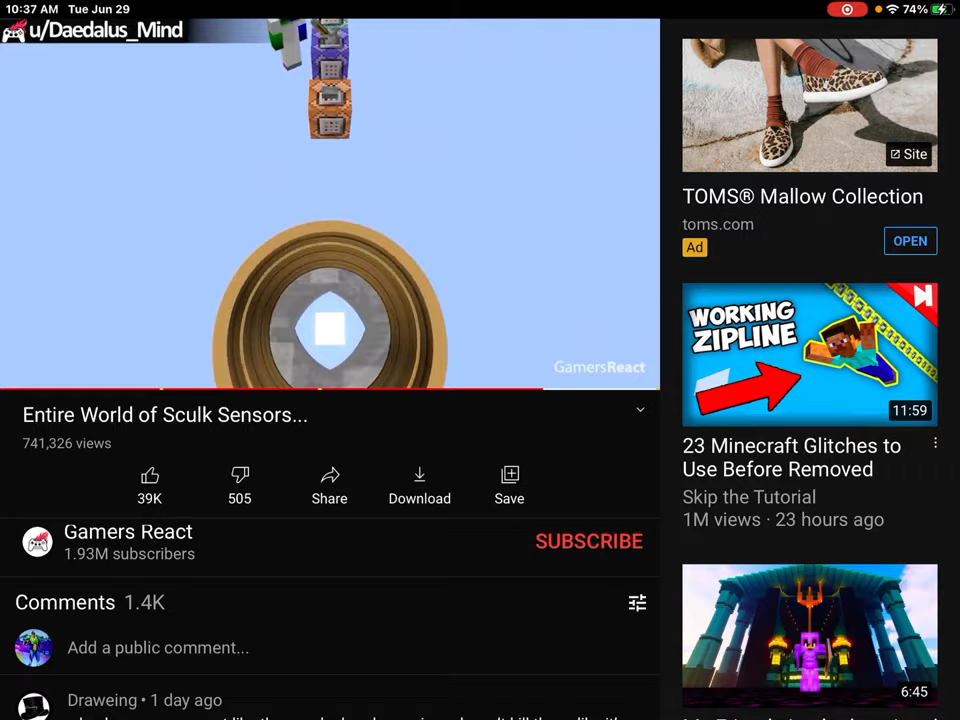 10:37 AM Tue Jun 29
74%
u/Daedalus_Mind
GamersReact
Entire World of Sculk Sensors...
741,326 views
39K
505
Share
Download
Save
Gamers React
1.93M subscribers
SUBSCRIBE
Comments 1.4K
Add a public comment...
Draweing • 1 day ago
Site
TOMS® Mallow Collection
toms.com
Ad
OPEN
WORKING
ZIPLINE
11:59
23 Minecraft Glitches to
Use Before Removed
Skip the Tutorial
1M views · 23 hours ago
6:45